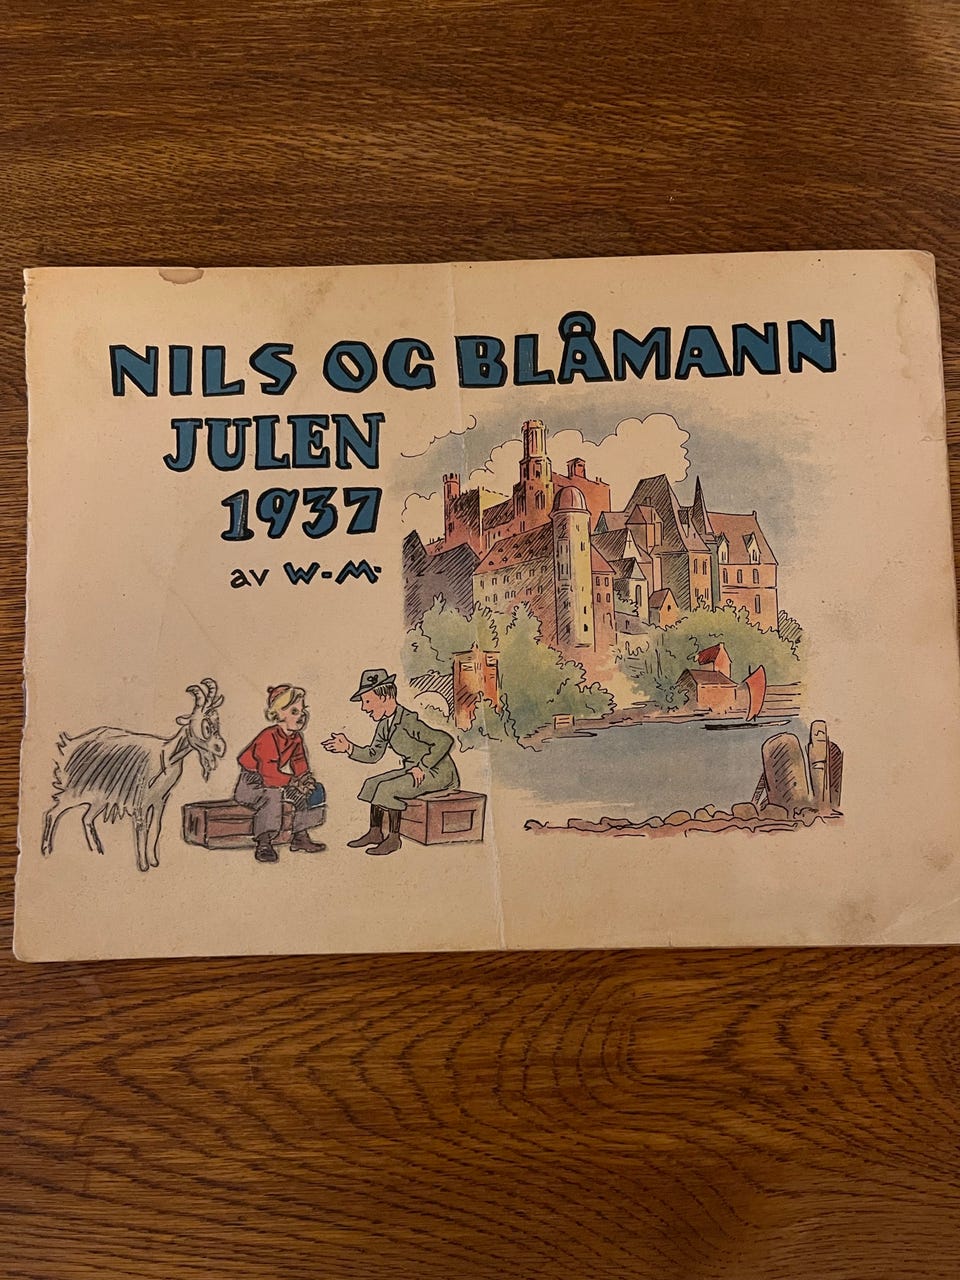 NILS OG BLÅMANN
JULEN
1937
av W.M.